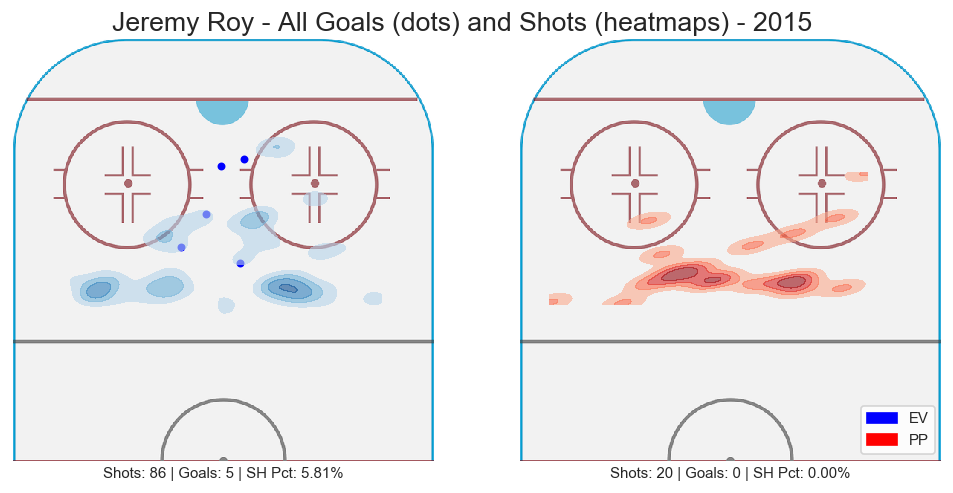 Jeremy Roy - All Goals (dots) and Shots (heatmaps) - 2015
EV
PP
Shots: 86 | Goals: 5 | SH Pct: 5.81%
Shots: 20 | Goals: 0 | SH Pct: 0.00%